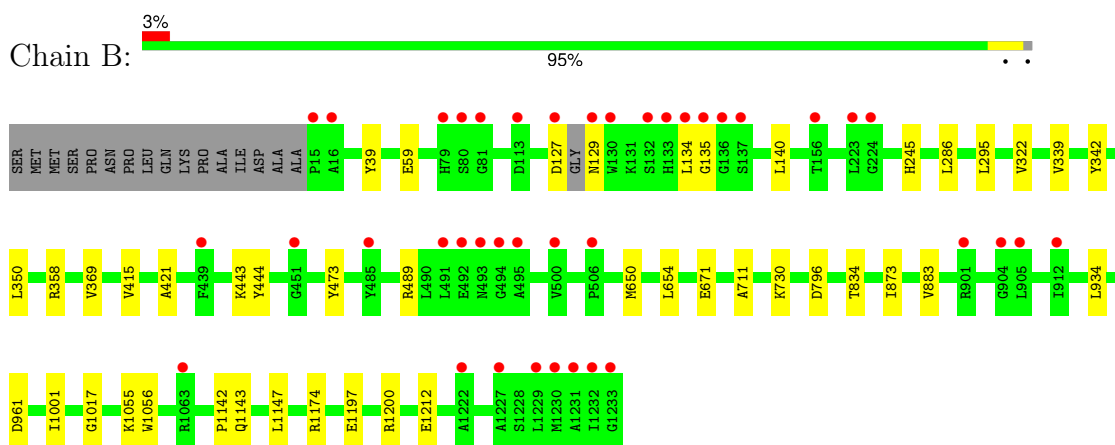 3%
Chain B:
95%
SER MET MET SER PRO ASN PRO LEU GLN LYS PRO ALA ILE ASP ALA ALA P15 A16 Y39 E59 H79 S80 G81 D113 D127 GLY N129 W130 K131 S132 H133 L134 G135 G136 S137 L140 T156 L223 G224 H245 L286 L295 V322 V339 Y342
L350 R358 V369 V415 A421 F439 K443 Y444 G451 Y473 Y485 R489 L490 L491 E492 N493 G494 A495 V500 P506 M650 L654 E671 A711 K730 D796 T834 I873 V883 R901 G904 L905 I912 L934
D961 I1001 G1017 K1055 W1056 R1063 P1142 Q1143 L1147 R1174 E1197 R1200 E1212 A1222 A1227 S1228 L1229 M1230 A1231 I1232 G1233